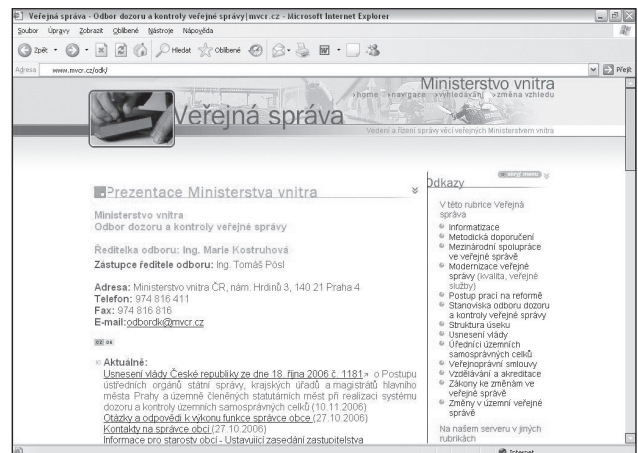 Veřejná správa - Odbor dozoru a kontroly veřejné správy | mvcr.cz - Microsoft Internet Explorer
Soubor Úpravy Zobrazit Oblíbené Nástroje Nápověda
Zpět Hledat Oblíbené
Adresa www.mvcr.cz/odk/ Přejít
Ministerstvo vnitra
>home >navigace >vyhledávání >změna vzhledu
Veřejná správa
Vedení a řízení správy věcí veřejných Ministerstvem vnitra
Prezentace Ministerstva vnitra
Ministerstvo vnitra
Odbor dozoru a kontroly veřejné správy
Ředitelka odboru: Ing. Marie Kostruhová
Zástupce ředitele odboru: Ing. Tomáš Pösl
Adresa: Ministerstvo vnitra ČR, nám. Hrdinů 3, 140 21 Praha 4
Telefon: 974 816 411
Fax: 974 816 816
E-mail:odbordk@mvcr.cz
Aktuálně:
Usnesení vlády České republiky ze dne 18. října 2006 č. 1181 o Postupu
ústředních orgánů státní správy, krajských úřadů a magistrátů hlavního
města Prahy a územně členěných statutárních měst při realizaci systému
dozoru a kontroly územních samosprávných celků (10.11.2006)
Otázky a odpovědi k výkonu funkce správce obce (27.10.2006)
Kontakty na správce obcí (27.10.2006)
Informace pro starosty obcí - Ustavující zasedání zastupitelstva
skryj menu
Odkazy
V této rubrice Veřejná
správa
Informatizace
Metodická doporučení
Mezinárodní spolupráce
ve veřejné správě
Modernizace veřejné
správy (kvalita, veřejné
služby)
Postup prací na reformě
Stanoviska odboru dozoru
a kontroly veřejné správy
Struktura úseku
Usnesení vlády
Úředníci územních
samosprávných celků
Veřejnoprávní smlouvy
Vzdělávání a akreditace
Zákony ke změnám ve
veřejné správě
Změny v územní veřejné
správě
Na našem serveru v jiných
rubrikách
Internet